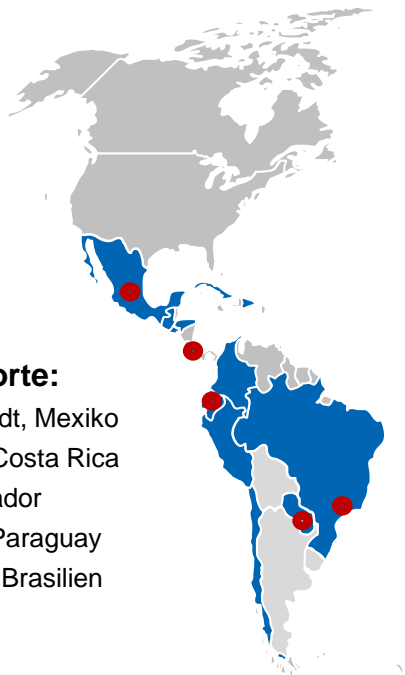 orte:
dt, Mexiko
Costa Rica
ador
Paraguay
Brasilien